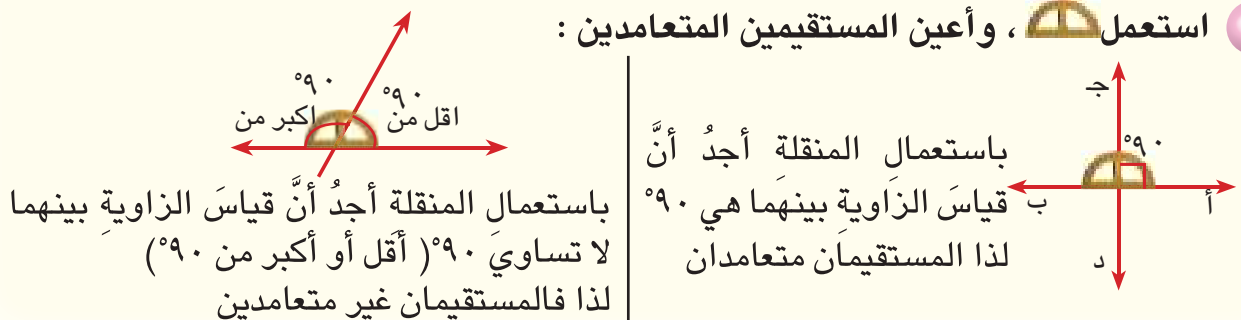 استعمل ، وأعين المستقيمين المتعامدين :
جـ
٩٠°
أ
ب
د
باستعمالِ المنقلةِ أجدُ أنَّ
قياسَ الزاويةِ بينهما هي ٩٠°
لذا المستقيمان متعامدان
٩٠°
أكبر من
٩٠°
اقل من
باستعمالِ المنقلةِ أجدُ أنَّ قياسَ الزاويةِ بينهما
لا تساوي ٩٠° (أقل أو أكبر من ٩٠°)
لذا فالمستقيمان غير متعامدين